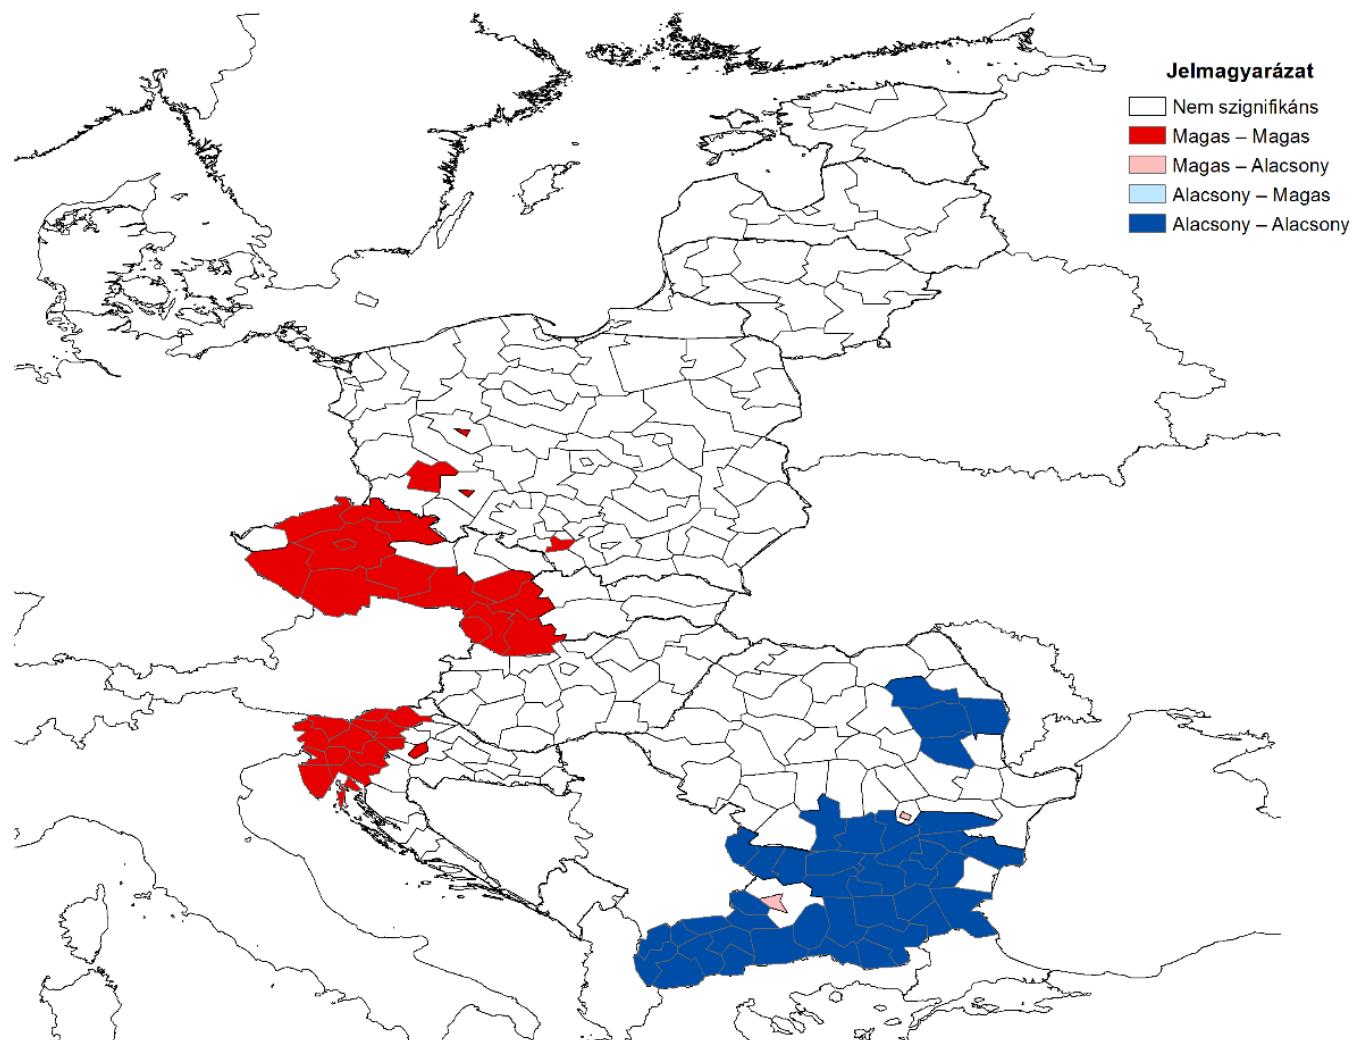 Jelmagyarázat
Nem szignifikáns
Magas – Magas
Magas – Alacsony
Alacsony – Magas
Alacsony – Alacsony